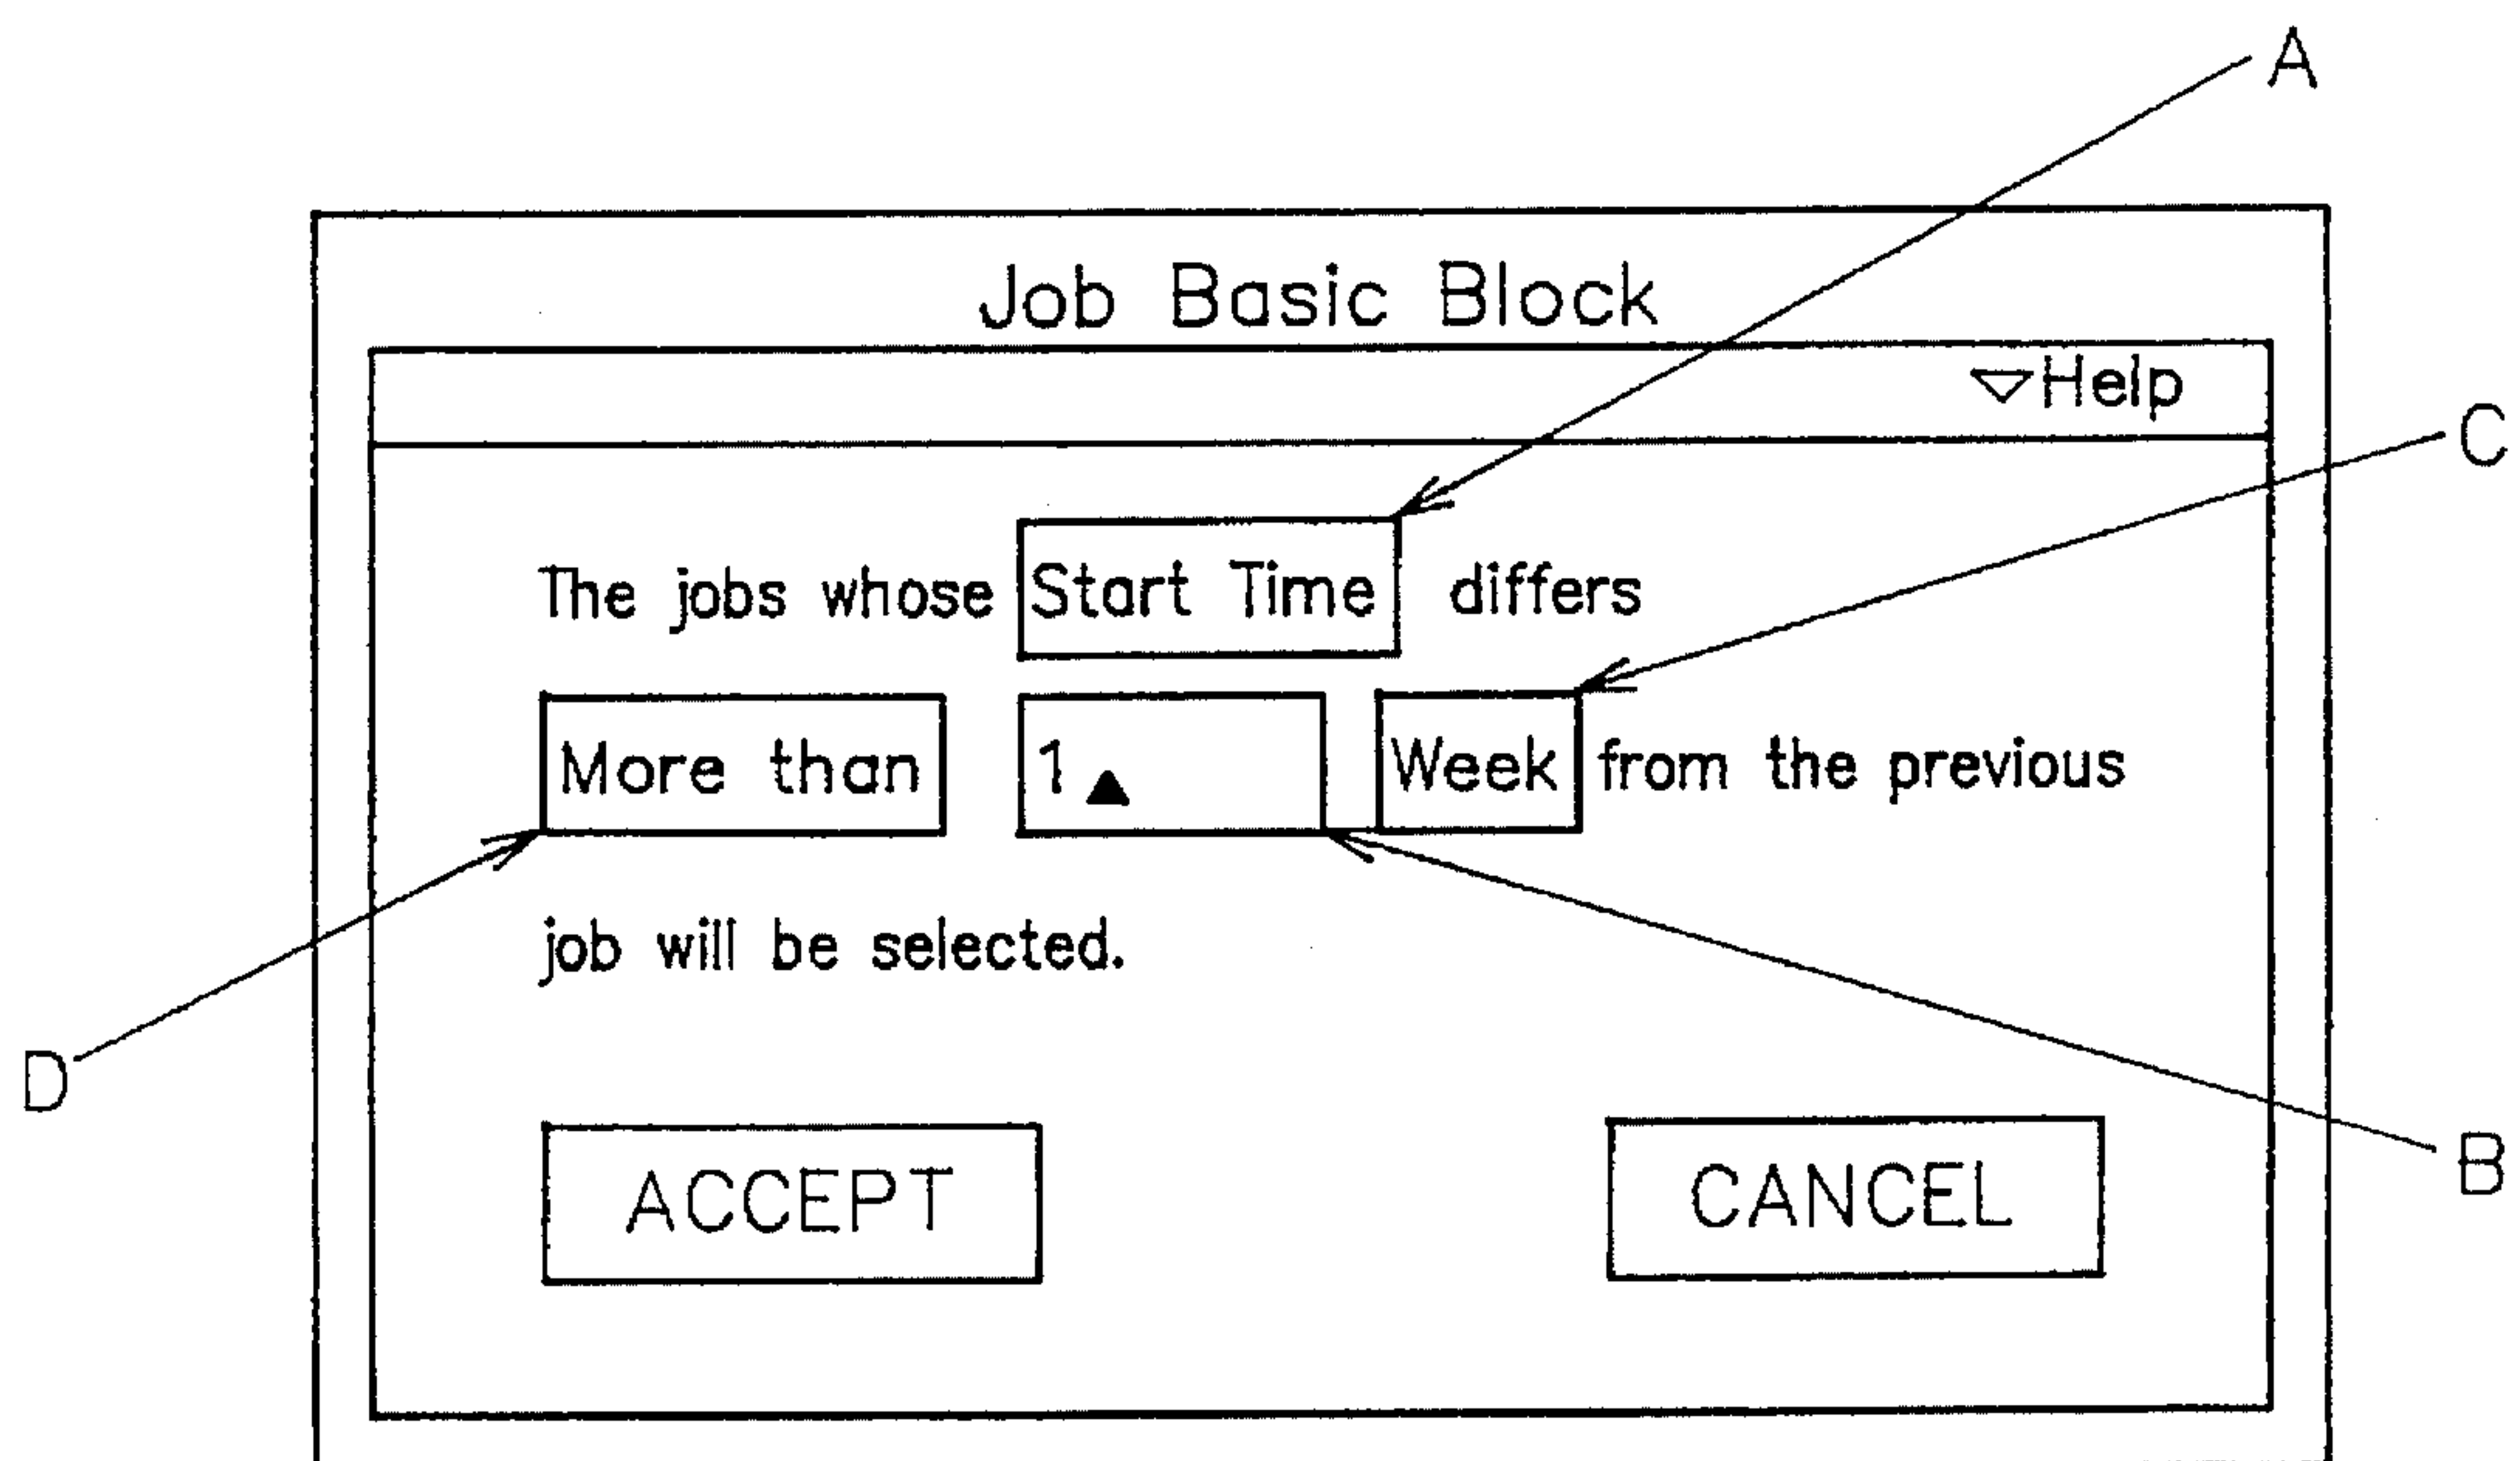 A
Job Basic Block
▽Help
C
The jobs whose Start Time differs
More than 1▲ Week from the previous
job will be selected.
D
ACCEPT CANCEL
B